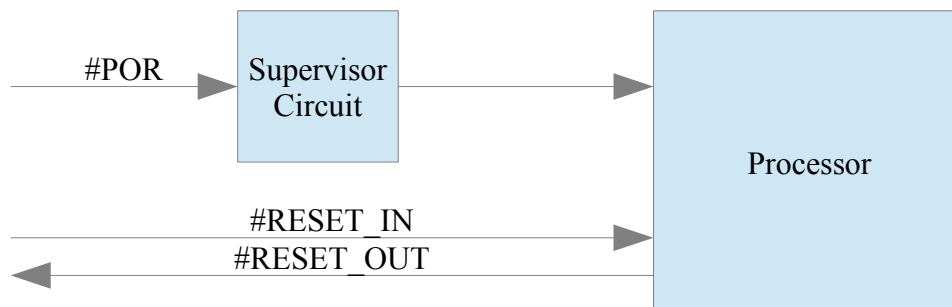 #POR
Supervisor
Circuit
Processor
#RESET_IN
#RESET_OUT